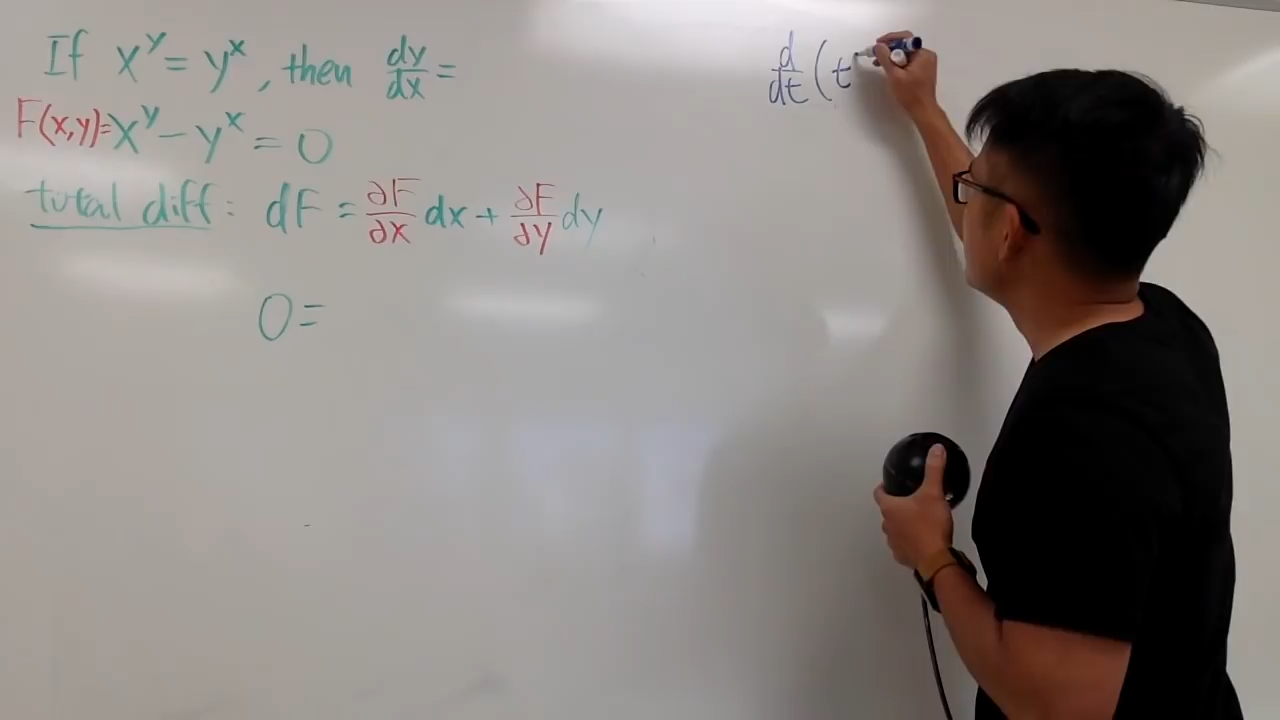 If x^y = y^x, then dy/dx =
F(x,y)= x^y - y^x = 0
total diff: dF = ∂F/∂x dx + ∂F/∂y dy
0 =
d/dt (t